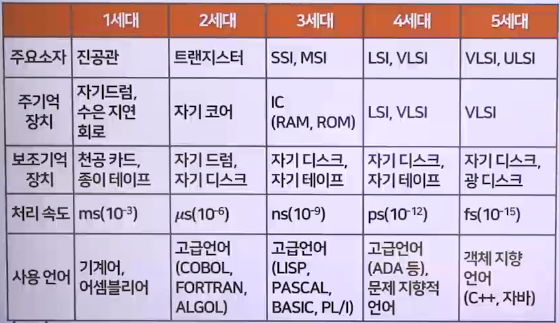 1세대 2세대 3세대 4세대 5세대
주요소자 진공관 트랜지스터 SSI, MSI LSI, VLSI VLSI, ULSI
주기억
장치
자기드럼,
수은 지연
회로
자기 코어
IC
(RAM, ROM)
LSI, VLSI
VLSI
보조기억
장치
천공 카드,
종이 테이프
자기 드럼,
자기 디스크
자기 디스크,
자기 테이프
자기 디스크,
자기 테이프
자기 디스크,
광 디스크
처리 속도 ms(10⁻³) μs(10⁻⁶) ns(10⁻⁹) ps(10⁻¹²) fs(10⁻¹⁵)
사용 언어
기계어,
어셈블리어
고급언어
(COBOL,
FORTRAN,
ALGOL)
고급언어
(LISP,
PASCAL,
BASIC, PL/I)
고급언어
(ADA 등),
문제 지향적
언어
객체 지향
언어
(C++, 자바)